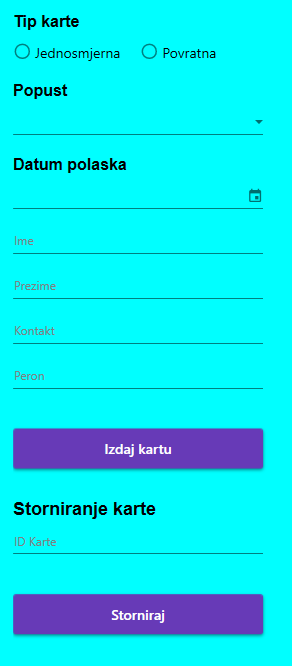 Tip karte
Jednosmjerna Povratna
Popust
Datum polaska
Ime
Prezime
Kontakt
Peron
Izdaj kartu
Storniranje karte
ID Karte
Storniraj